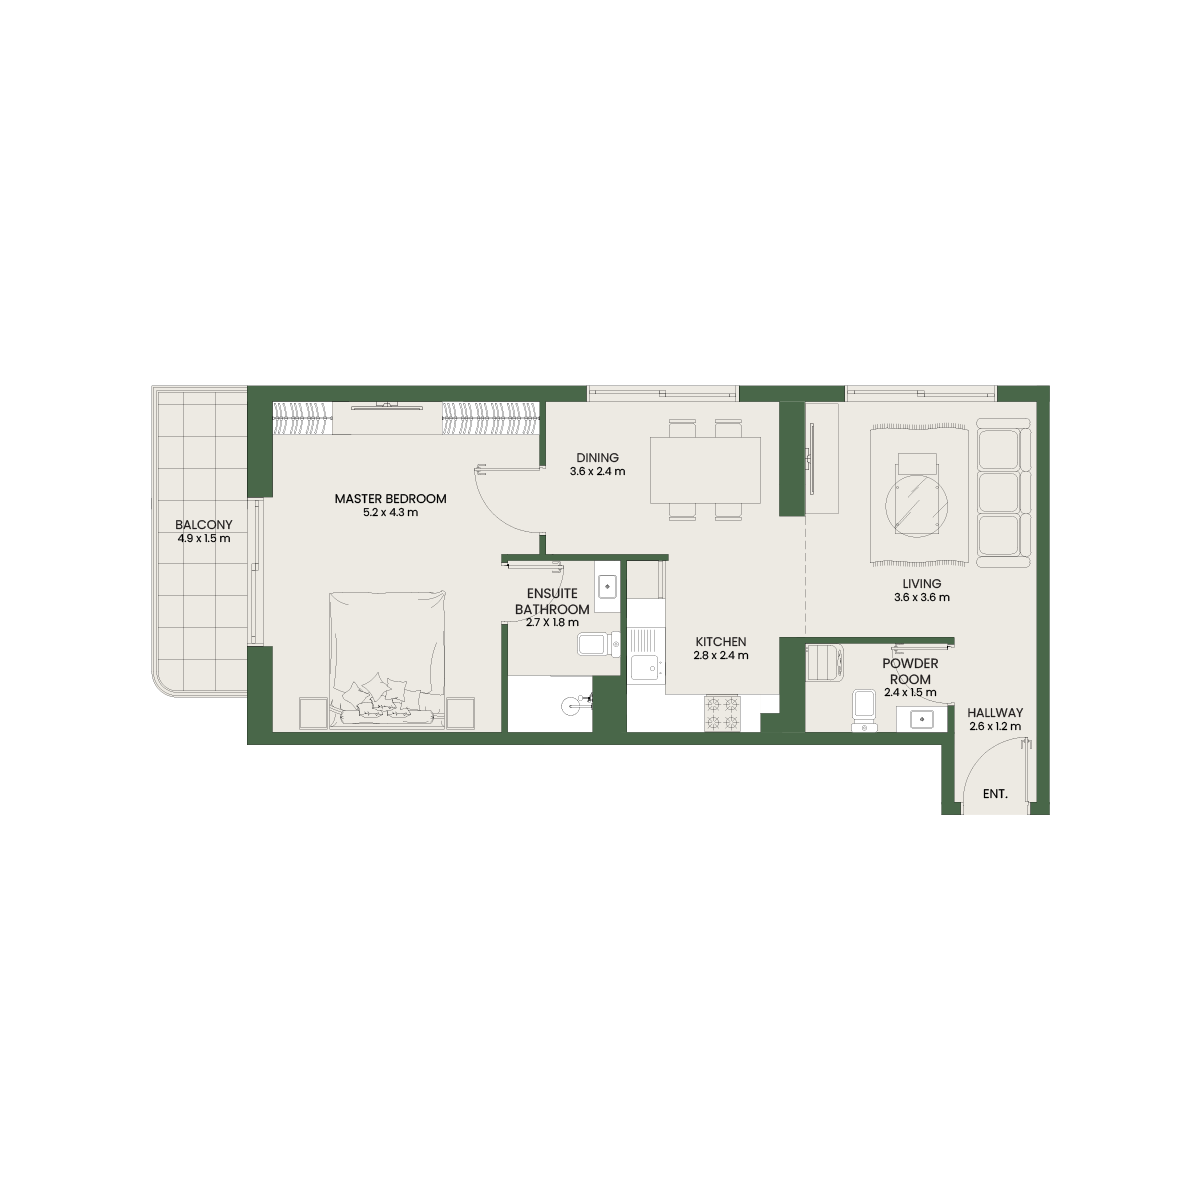 DINING
3.6 x 2.4 m
MASTER BEDROOM
5.2 x 4.3 m
BALCONY
4.9 x 1.5 m
LIVING
3.6 x 3.6 m
ENSUITE
BATHROOM
2.7 X 1.8 m
KITCHEN
2.8 x 2.4 m
POWDER
ROOM
2.4 x 1.5 m
HALLWAY
2.6 x 1.2 m
ENT.